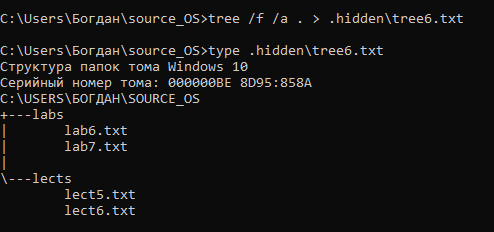 C:\Users\Богдан\source_OS>tree /f /a . > .hidden\tree6.txt
C:\Users\Богдан\source_OS>type .hidden\tree6.txt
Структура папок тома Windows 10
Серийный номер тома: 000000BE 8D95:858A
C:\USERS\БОГДАН\SOURCE_OS
+---labs
|       lab6.txt
|       lab7.txt
|
\---lects
        lect5.txt
        lect6.txt